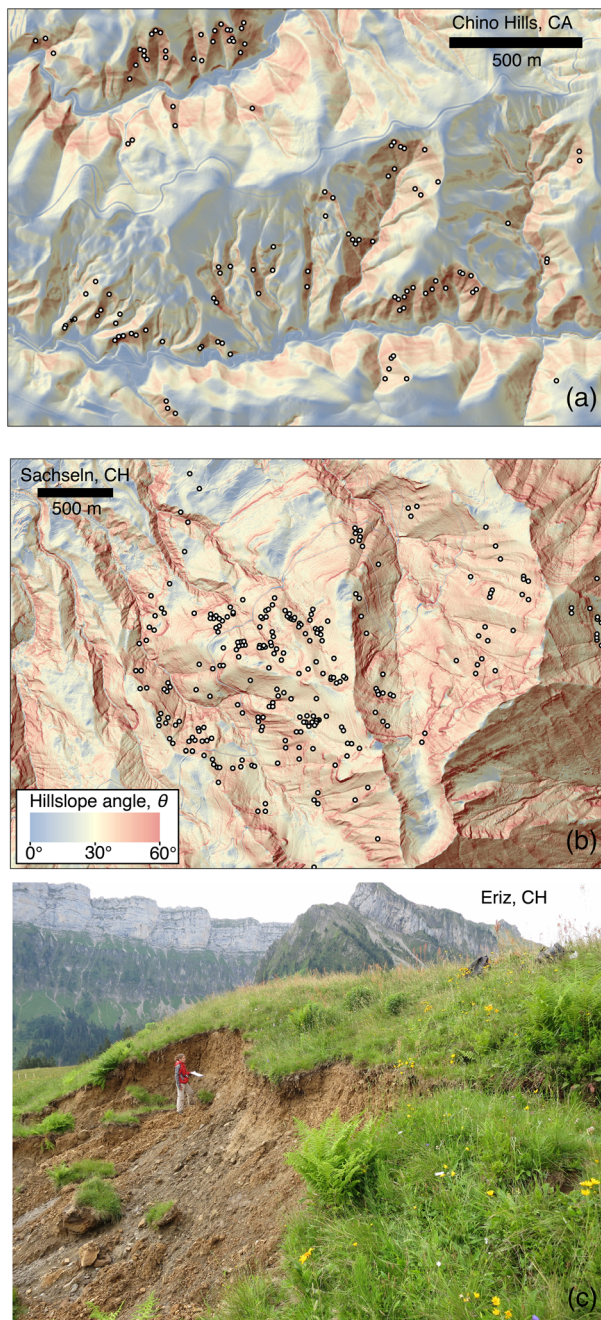 Chino Hills, CA
500 m
(a)
Sachseln, CH
500 m
Hillslope angle, θ
0° 30° 60°
(b)
Eriz, CH
(c)